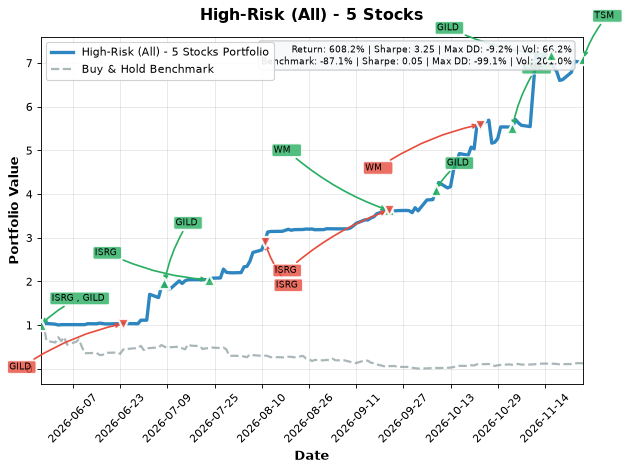 High-Risk (All) - 5 Stocks
GILD
TSM
High-Risk (All) - 5 Stocks Portfolio
Buy & Hold Benchmark
Return: 608.2% | Sharpe: 3.25 | Max DD: -9.2% | Vol: 66.2%
Benchmark: -87.1% | Sharpe: 0.05 | Max DD: -99.1% | Vol: 201.0%
WM
WM
GILD
GILD
ISRG
ISRG , GILD
ISRG
ISRG
GILD
Portfolio Value
7
6
5
4
3
2
1
2026-06-07
2026-06-23
2026-07-09
2026-07-25
2026-08-10
2026-08-26
2026-09-11
2026-09-27
2026-10-13
2026-10-29
2026-11-14
Date